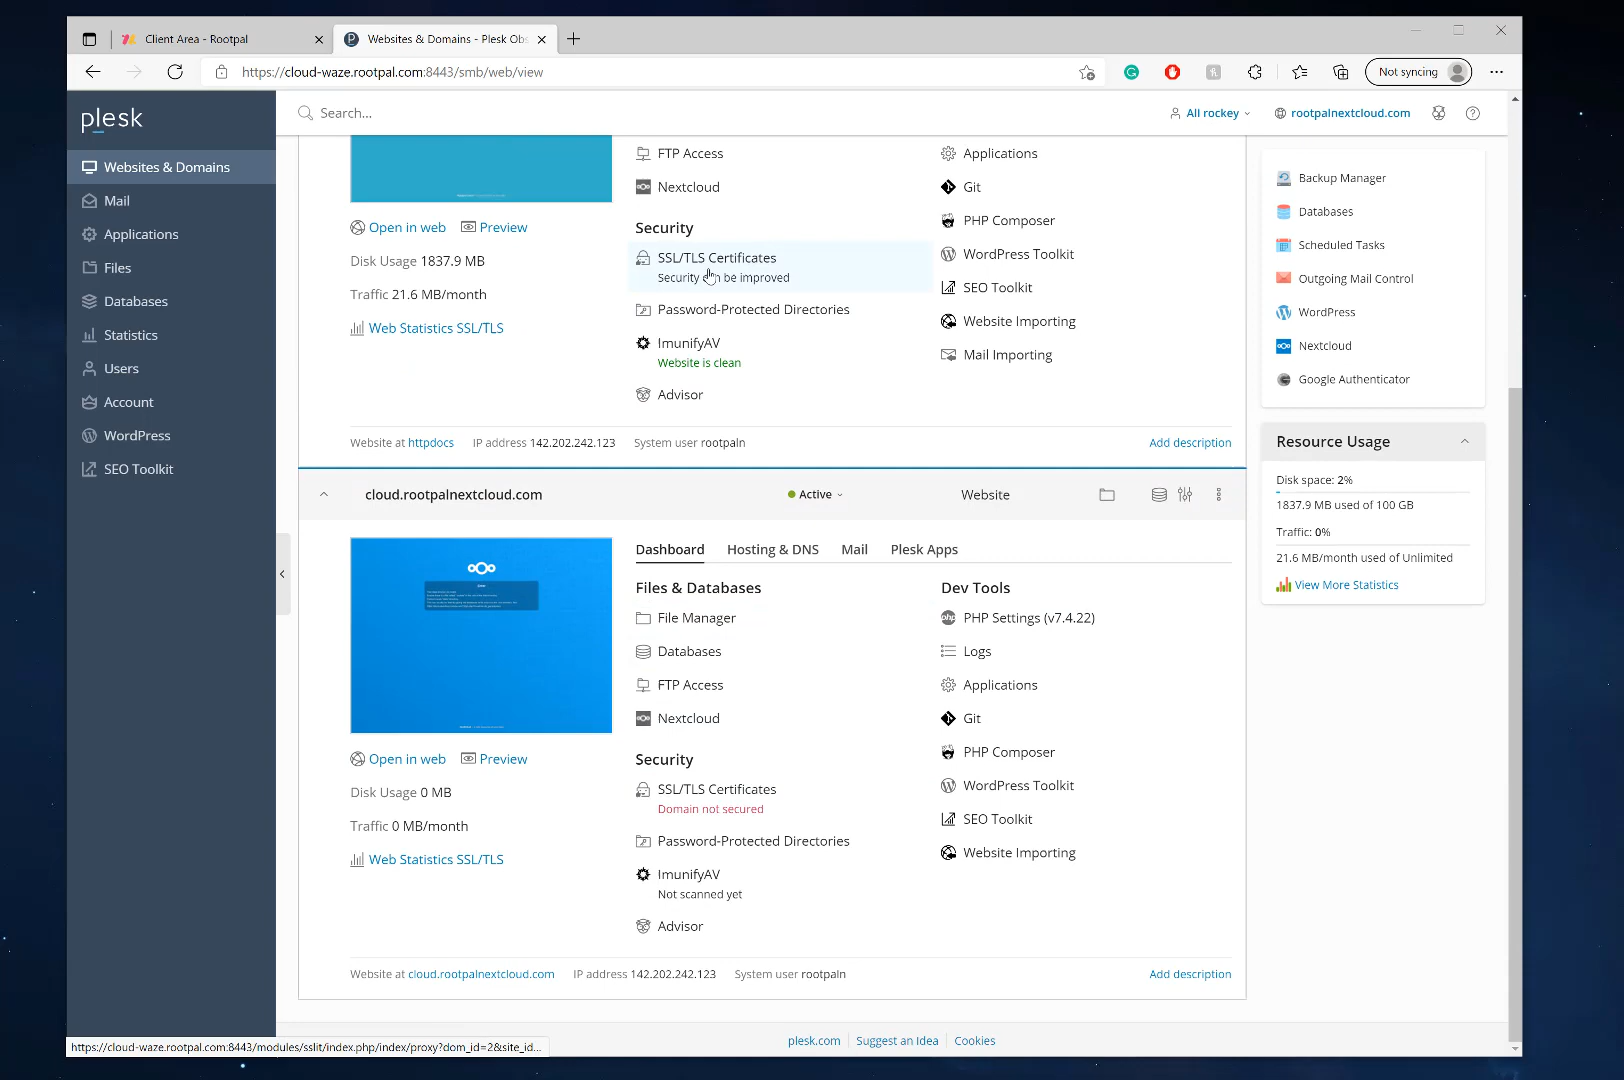 Client Area - Rootpal
Websites & Domains - Plesk Obs
https://cloud-waze.rootpal.com:8443/smb/web/view
Not syncing
plesk
Search...
All rockey
rootpalnextcloud.com
Websites & Domains
Mail
Applications
Files
Databases
Statistics
Users
Account
WordPress
SEO Toolkit
Open in web
Preview
Disk Usage 1837.9 MB
Traffic 21.6 MB/month
Web Statistics SSL/TLS
FTP Access
Nextcloud
Security
SSL/TLS Certificates
Security can be improved
Password-Protected Directories
ImunifyAV
Website is clean
Advisor
Applications
Git
PHP Composer
WordPress Toolkit
SEO Toolkit
Website Importing
Mail Importing
Website at httpdocs IP address 142.202.242.123 System user rootpaln
Add description
cloud.rootpalnextcloud.com
Active
Website
Dashboard
Hosting & DNS
Mail
Plesk Apps
Open in web
Preview
Disk Usage 0 MB
Traffic 0 MB/month
Web Statistics SSL/TLS
Files & Databases
File Manager
Databases
FTP Access
Nextcloud
Security
SSL/TLS Certificates
Domain not secured
Password-Protected Directories
ImunifyAV
Not scanned yet
Advisor
Dev Tools
php
PHP Settings (v7.4.22)
Logs
Applications
Git
PHP Composer
WordPress Toolkit
SEO Toolkit
Website Importing
Website at cloud.rootpalnextcloud.com IP address 142.202.242.123 System user rootpaln
Add description
Backup Manager
Databases
Scheduled Tasks
Outgoing Mail Control
WordPress
Nextcloud
Google Authenticator
Resource Usage
Disk space: 2%
1837.9 MB used of 100 GB
Traffic: 0%
21.6 MB/month used of Unlimited
View More Statistics
plesk.com
Suggest an Idea
Cookies
https://cloud-waze.rootpal.com:8443/modules/sslit/index.php/index/proxy?dom_id=2&site_id...